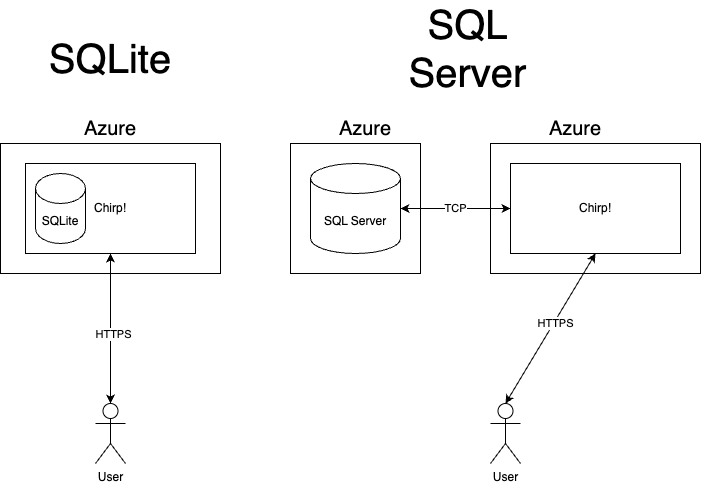 SQLite
SQL
Server
Azure
Azure
Azure
SQLite
Chirp!
SQL Server
TCP
Chirp!
HTTPS
HTTPS
User
User